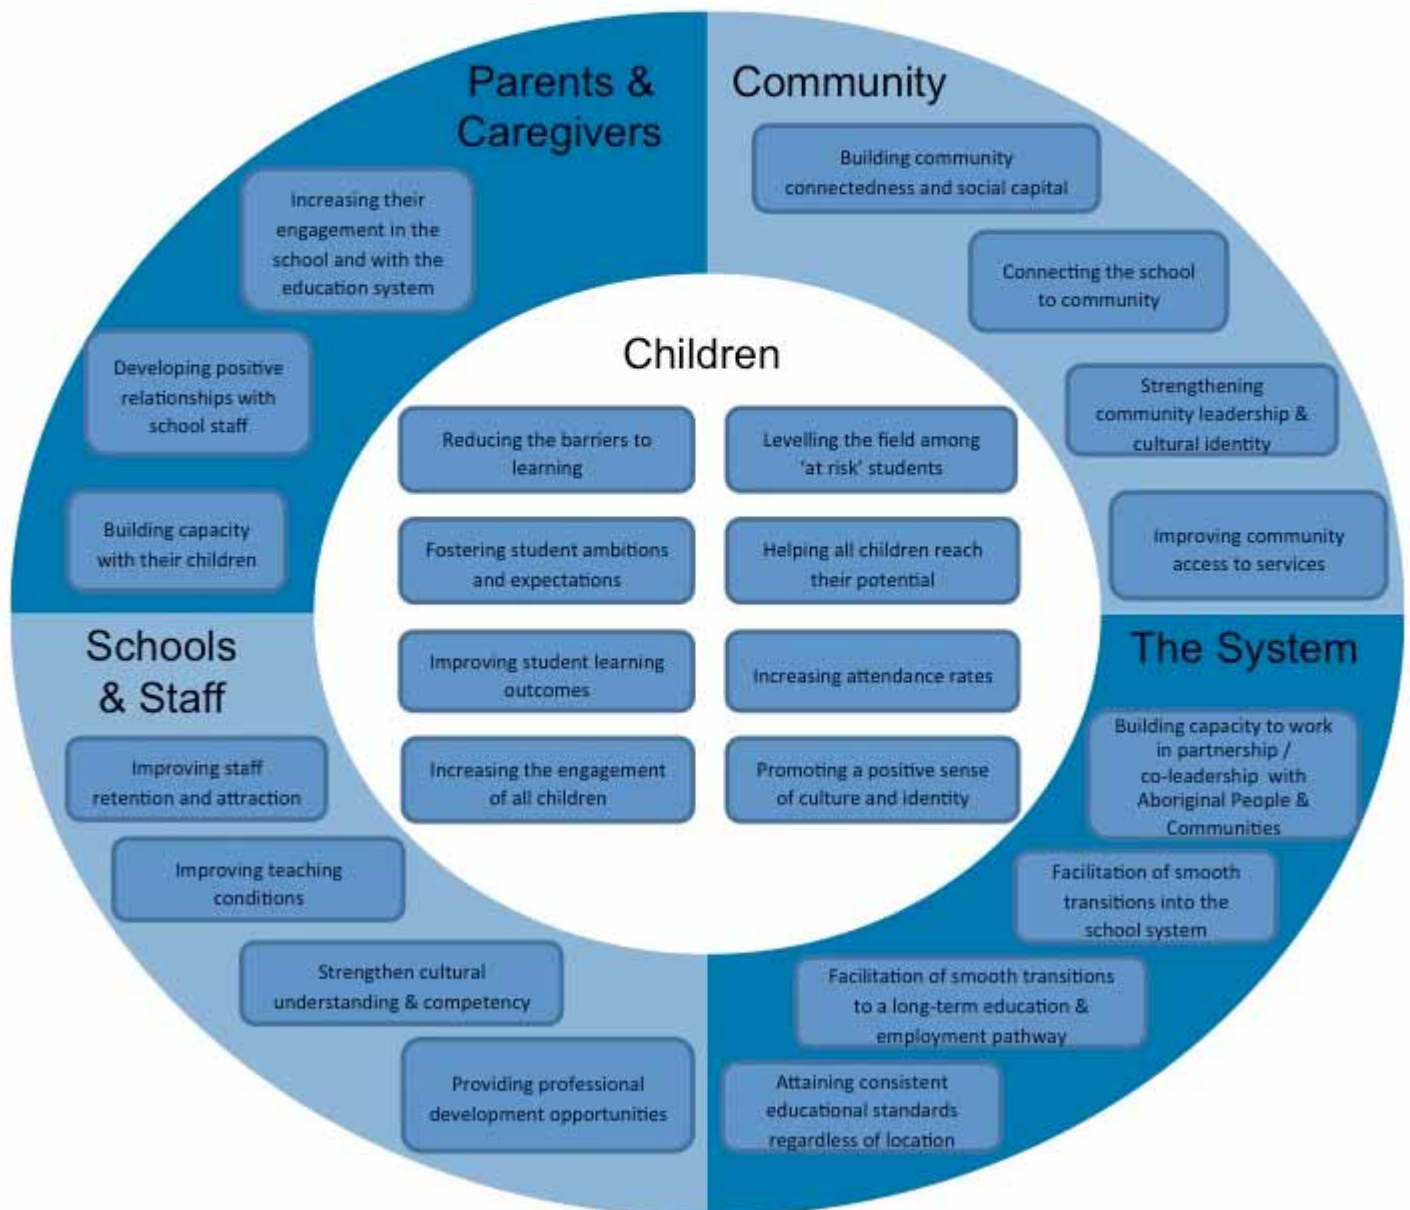 Parents &
Caregivers
Increasing their
engagement in the
school and with the
education system
Developing positive
relationships with
school staff
Building capacity
with their children
Community
Building community
connectedness and social capital
Connecting the school
to community
Strengthening
community leadership &
cultural identity
Improving community
access to services
Children
Reducing the barriers to
learning
Levelling the field among
‘at risk’ students
Fostering student ambitions
and expectations
Helping all children reach
their potential
Improving student learning
outcomes
Increasing attendance rates
Increasing the engagement
of all children
Promoting a positive sense
of culture and identity
Schools
& Staff
Improving staff
retention and attraction
Improving teaching
conditions
Strengthen cultural
understanding & competency
Providing professional
development opportunities
The System
Building capacity to work
in partnership /
co-leadership with
Aboriginal People &
Communities
Facilitation of smooth
transitions into the
school system
Facilitation of smooth transitions
to a long-term education &
employment pathway
Attaining consistent
educational standards
regardless of location